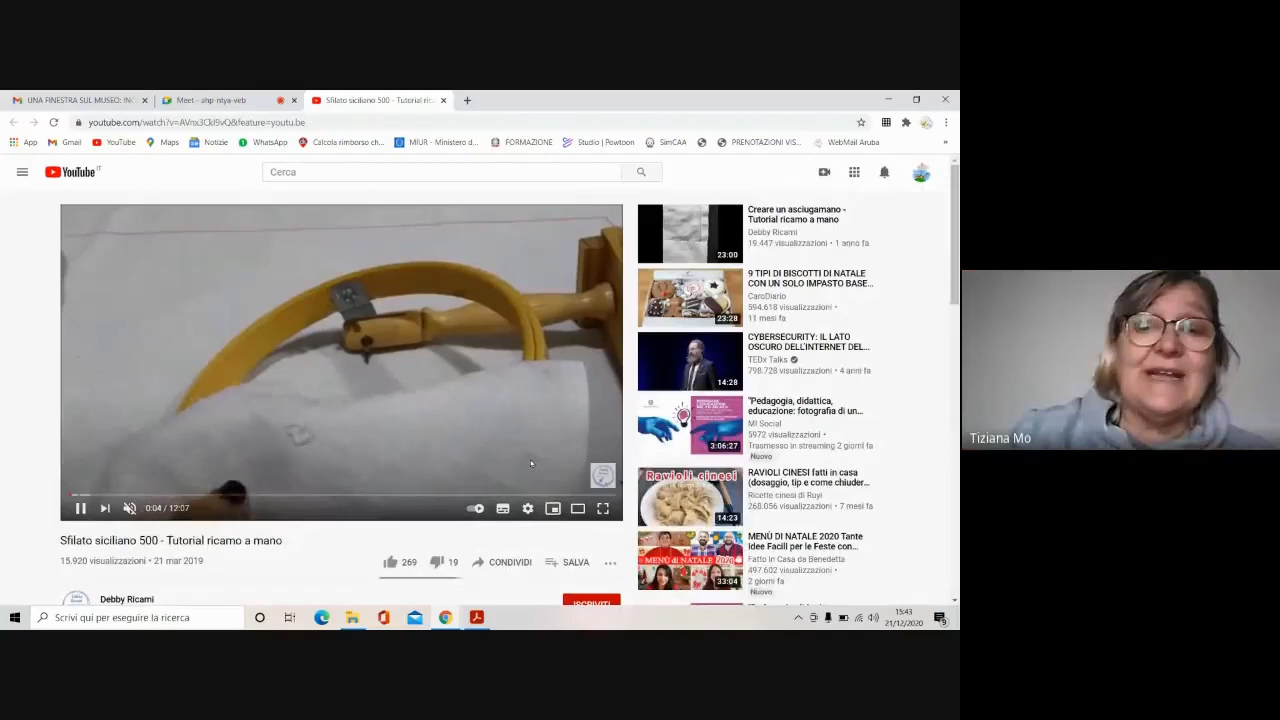 UNA FINESTRA SUL MUSEO: IN
Meet – ahp-ntya-veb
Sfilato siciliano 500 - Tutorial ric
youtube.com/watch?v=AVnx3Ckl9vQ&feature=youtu.be
App
Gmail
YouTube
Maps
Notizie
WhatsApp
Calcola rimborso ch...
MIUR - Ministero d...
FORMAZIONE
Studio | Powtoon
SimCAA
PRENOTAZIONI VIS...
WebMail Aruba
»
YouTube IT
Cerca
0:04 / 12:07
Sfilato siciliano 500 - Tutorial ricamo a mano
15.920 visualizzazioni • 21 mar 2019
269
19
CONDIVIDI
SALVA
Debby Ricami
ISCRIVITI
23:00
Creare un asciugamano -
Tutorial ricamo a mano
Debby Ricami
19.447 visualizzazioni • 1 anno fa
23:28
9 TIPI DI BISCOTTI DI NATALE
CON UN SOLO IMPASTO BASE...
CaroDiario
594.618 visualizzazioni •
11 mesi fa
14:28
CYBERSECURITY: IL LATO
OSCURO DELL'INTERNET DEL...
TEDx Talks
798.728 visualizzazioni • 4 anni fa
3:06:27
"Pedagogia, didattica,
educazione: fotografia di un...
MI Social
5972 visualizzazioni •
Trasmesso in streaming 2 giorni fa
Nuovo
Ravioli cinesi
14:23
RAVIOLI CINESI fatti in casa
(dosaggio, tip e come chiuder...
Ricette cinesi di Ruyi
268.056 visualizzazioni • 7 mesi fa
MENÙ DI NATALE 2020
33:04
MENÙ DI NATALE 2020 Tante
Idee Facili per le Feste con...
Fatto in Casa da Benedetta
497.602 visualizzazioni •
2 giorni fa
Nuovo
Tiziana Mo
Scrivi qui per eseguire la ricerca
15:43
21/12/2020
9